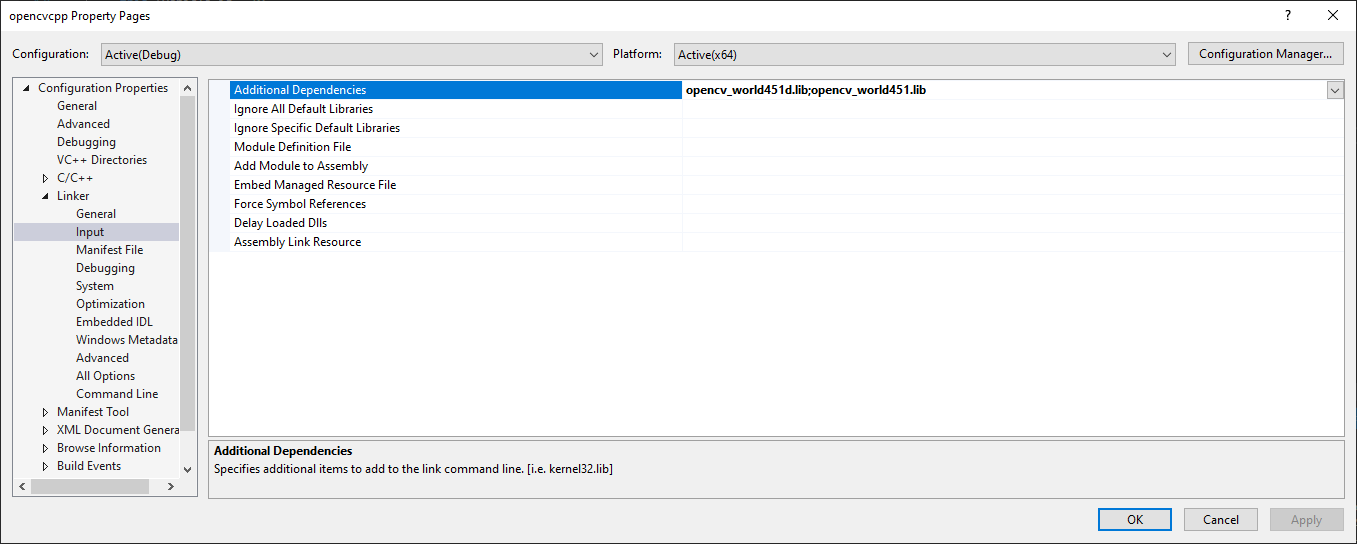 opencvcpp Property Pages ?
Configuration: Active(Debug) Platform: Active(x64) Configuration Manager...
Configuration Properties
General
Advanced
Debugging
VC++ Directories
C/C++
Linker
General
Input
Manifest File
Debugging
System
Optimization
Embedded IDL
Windows Metadata
Advanced
All Options
Command Line
Manifest Tool
XML Document Genera
Browse Information
Build Events
Additional Dependencies opencv_world451d.lib;opencv_world451.lib
Ignore All Default Libraries
Ignore Specific Default Libraries
Module Definition File
Add Module to Assembly
Embed Managed Resource File
Force Symbol References
Delay Loaded Dlls
Assembly Link Resource
Additional Dependencies
Specifies additional items to add to the link command line. [i.e. kernel32.lib]
OK Cancel Apply